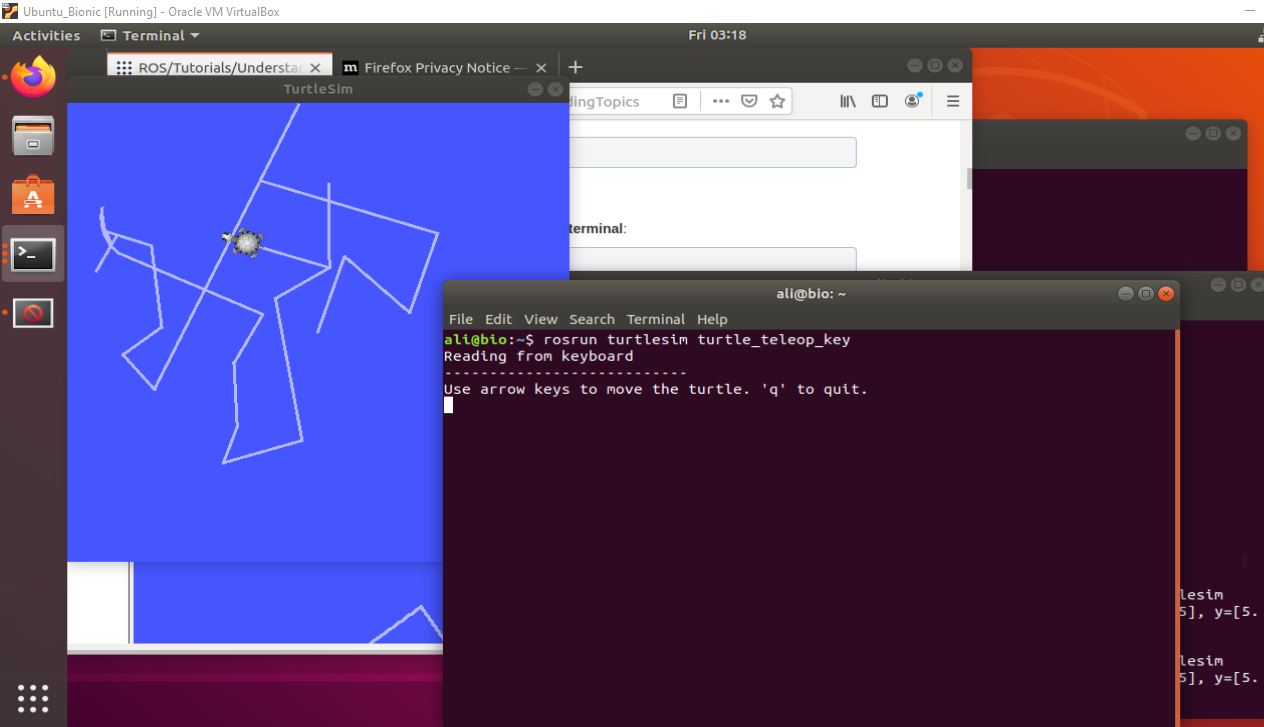 Ubuntu_Bionic [Running] - Oracle VM VirtualBox
Activities
Terminal
Fri 03:18
ROS/Tutorials/Understa
m Firefox Privacy Notice —
TurtleSim
dingTopics
terminal:
ali@bio: ~
File Edit View Search Terminal Help
ali@bio:~$ rosrun turtlesim turtle_teleop_key
Reading from keyboard
---------------------------
Use arrow keys to move the turtle. 'q' to quit.
lesim
5], y=[5.
lesim
5], y=[5.